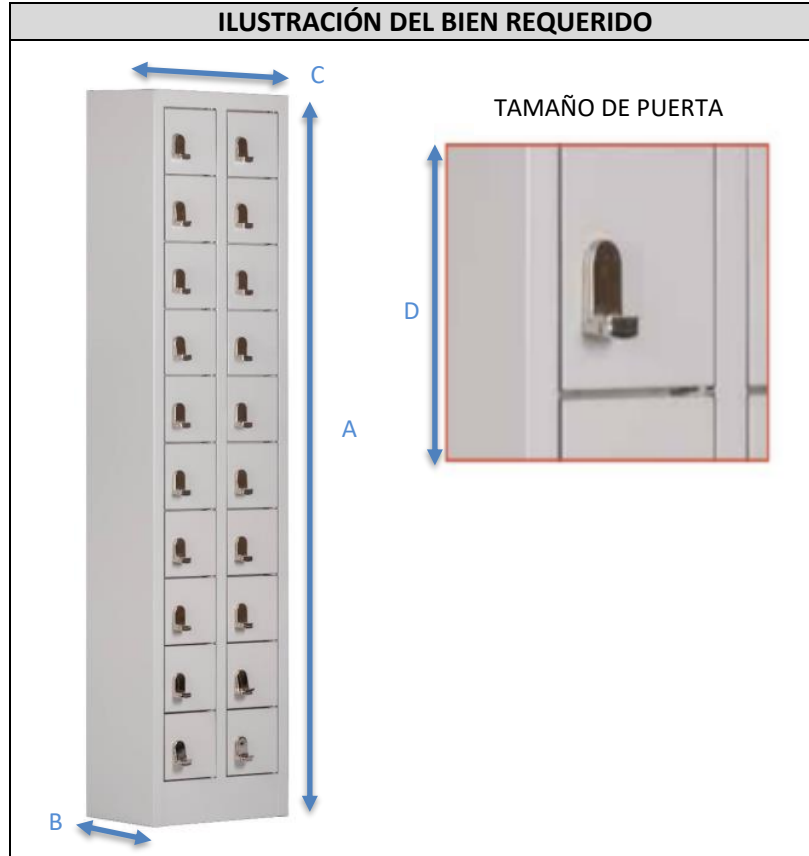 ILUSTRACIÓN DEL BIEN REQUERIDO
C
TAMAÑO DE PUERTA
D
A
B